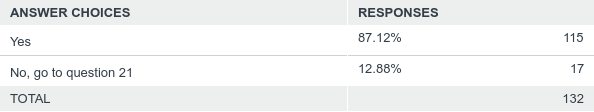 ANSWER CHOICES RESPONSES
Yes 87.12% 115
No, go to question 21 12.88% 17
TOTAL 132